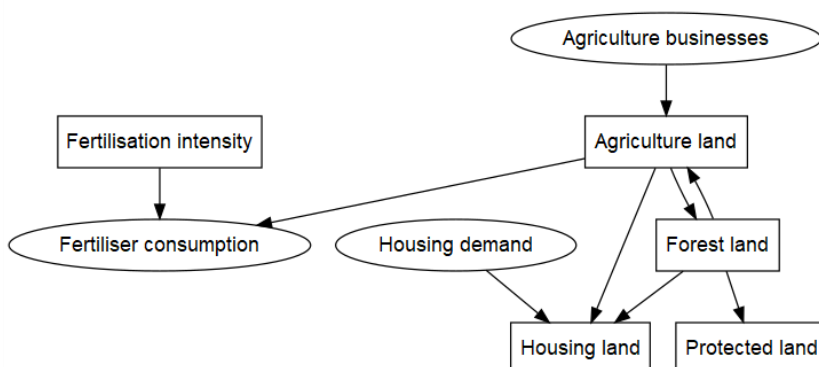 Agriculture businesses
Fertilisation intensity
Agriculture land
Fertiliser consumption
Housing demand
Forest land
Housing land
Protected land